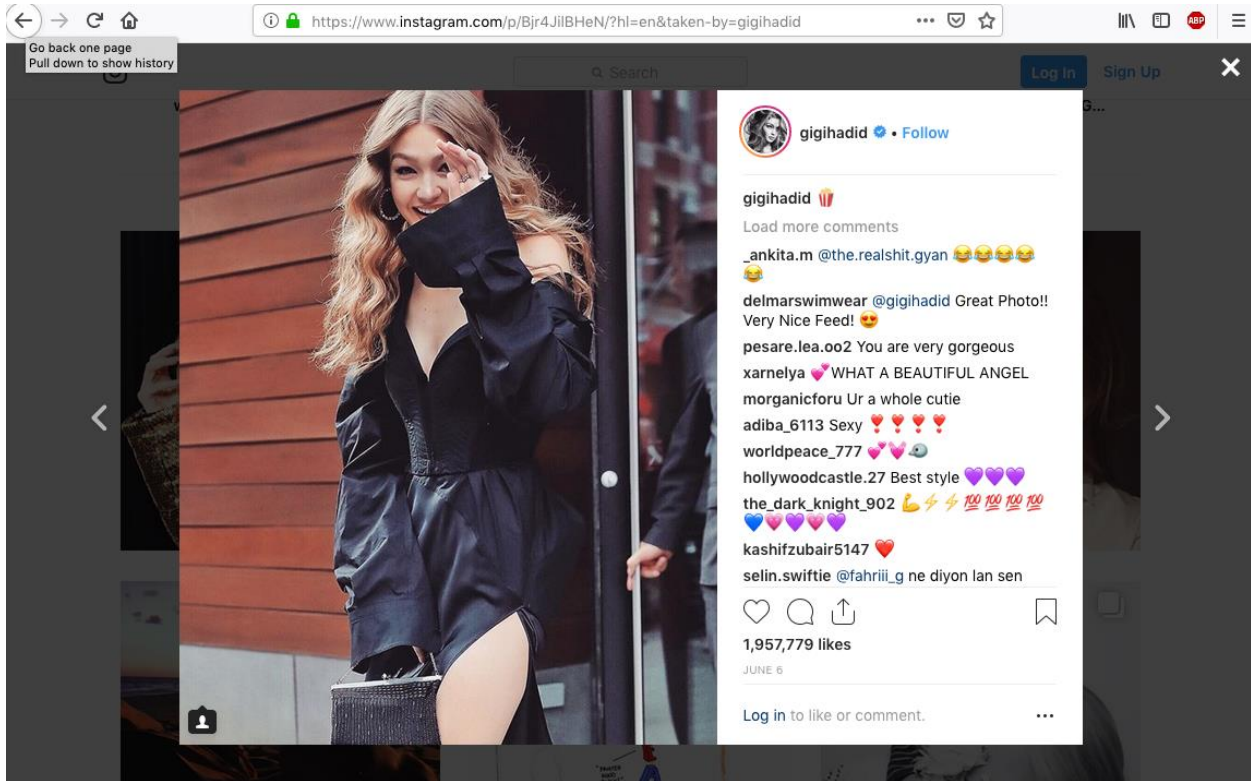 https://www.instagram.com/p/Bjr4JilBHeN/?hl=en&taken-by=gigihadid
ABP
Go back one page
Pull down to show history
Search
Log In
Sign Up
gigihadid • Follow
gigihadid 🍿
Load more comments
_ankita.m @the.realshit.gyan 😂😂😂😂
😂
delmarswimwear @gigihadid Great Photo!!
Very Nice Feed! 😍
pesare.lea.oo2 You are very gorgeous
xarnelya 💕WHAT A BEAUTIFUL ANGEL
morganicforu Ur a whole cutie
adiba_6113 Sexy ❣️❣️❣️❣️
worldpeace_777 💕💓🐦
hollywoodcastle.27 Best style 💜💜💜
the_dark_knight_902 💪⚡⚡💯💯💯💯
💙💗💜💗💜
kashifzubair5147 ❤️
selin.swiftie @fahriii_g ne diyon lan sen
1,957,779 likes
JUNE 6
Log in to like or comment.